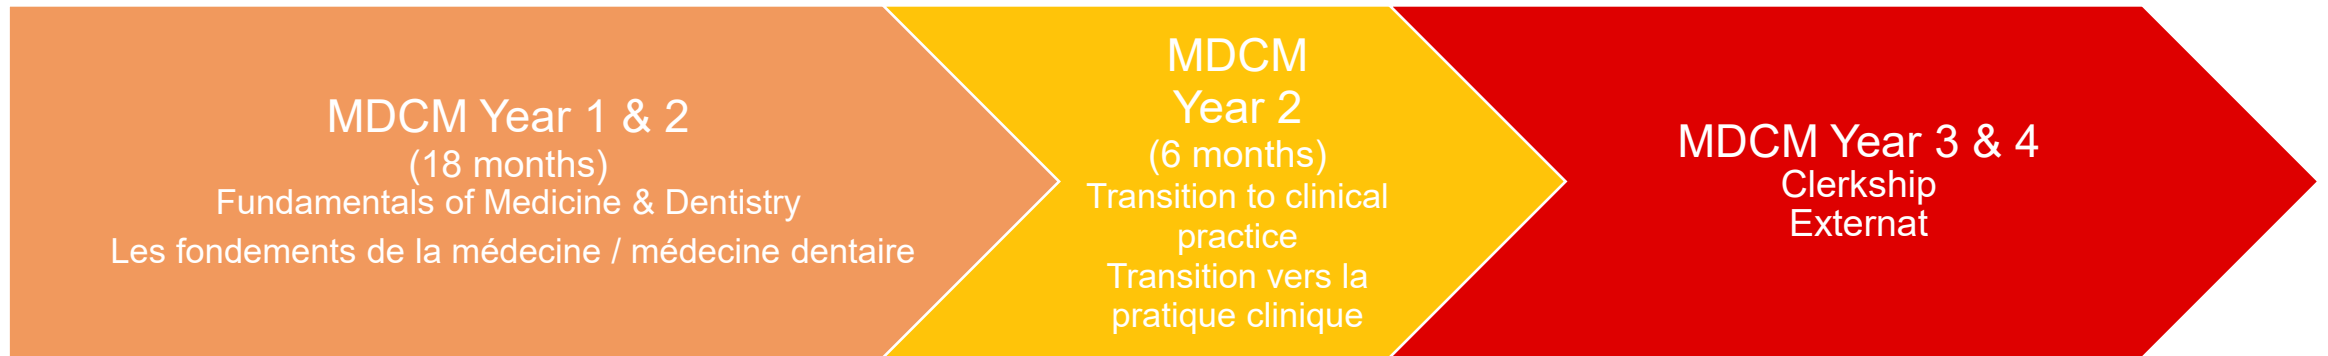 MDCM Year 1 & 2
(18 months)
Fundamentals of Medicine & Dentistry
Les fondements de la médecine / médecine dentaire
MDCM
Year 2
(6 months)
Transition to clinical
practice
Transition vers la
pratique clinique
MDCM Year 3 & 4
Clerkship
Externat